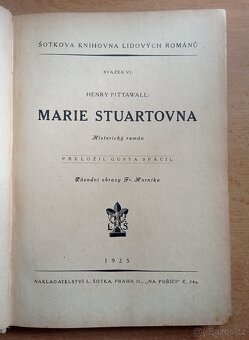 ŠOTKOVA KNIHOVNA LIDOVÝCH ROMÁNŮ
SVAZEK VI.
HENRY PITTAWALL:
MARIE STUARTOVNA
Historický román
PŘELOŽIL GUSTA SPÁČIL
Původní obrazy Fr. Horníka
1925
NAKLADATELSTVÍ L. ŠOTKA, PRAHA II., „NA POŘÍČÍ“ Č.